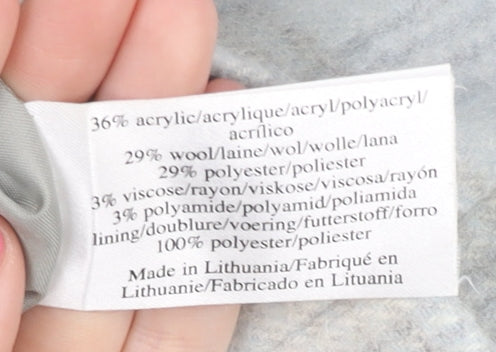 36% acrylic/acrylique/acryl/polyacryl/
acrílico
29% wool/laine/wol/wolle/lana
29% polyester/poliester
3% viscose/rayon/viskose/viscosa/rayón
3% polyamide/polyamid/poliamida
lining/doublure/voering/futterstoff/forro
100% polyester/poliester
Made in Lithuania/Fabriqué en
Lithuanie/Fabricado en Lituania